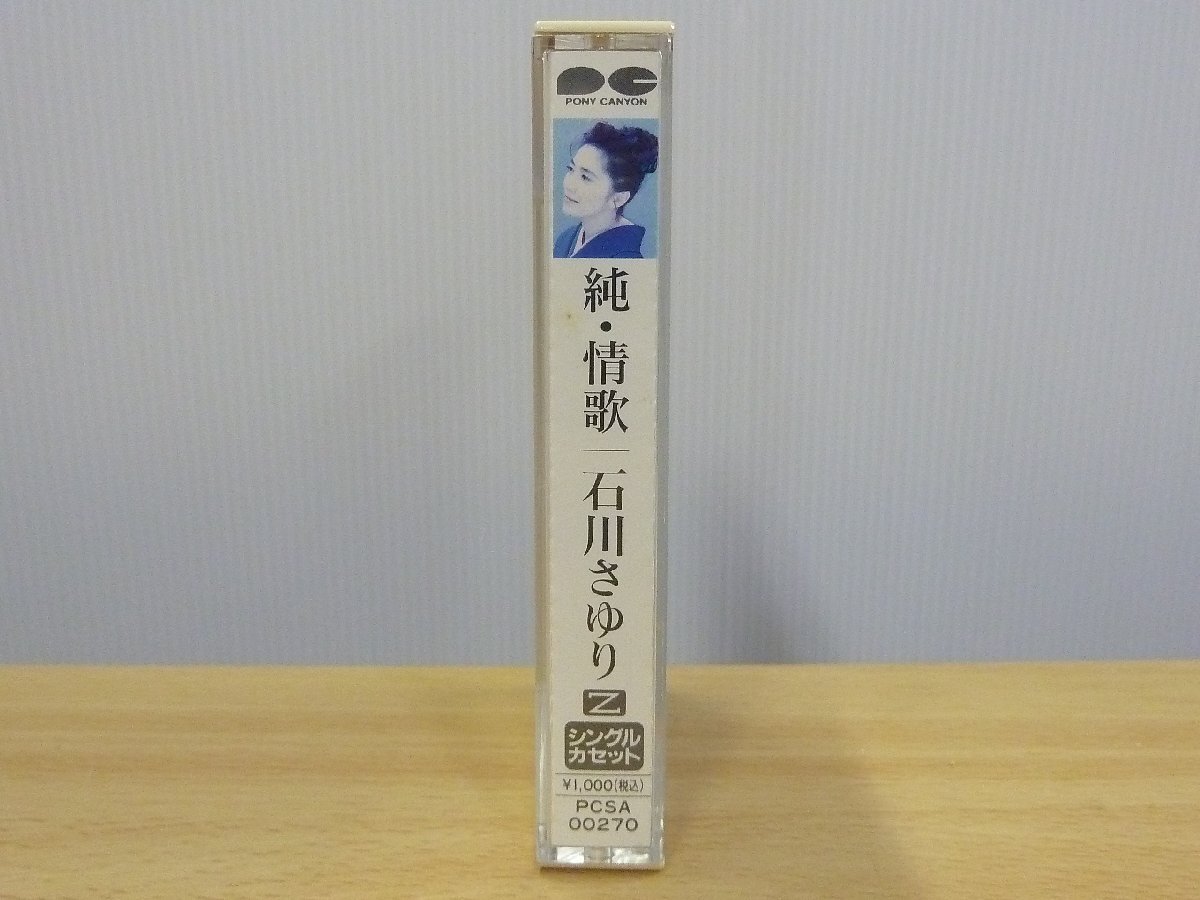 PC
PONY CANYON
純・情歌│石川さゆり
Z
シングル
カセット
¥1,000(税込)
PCSA
00270